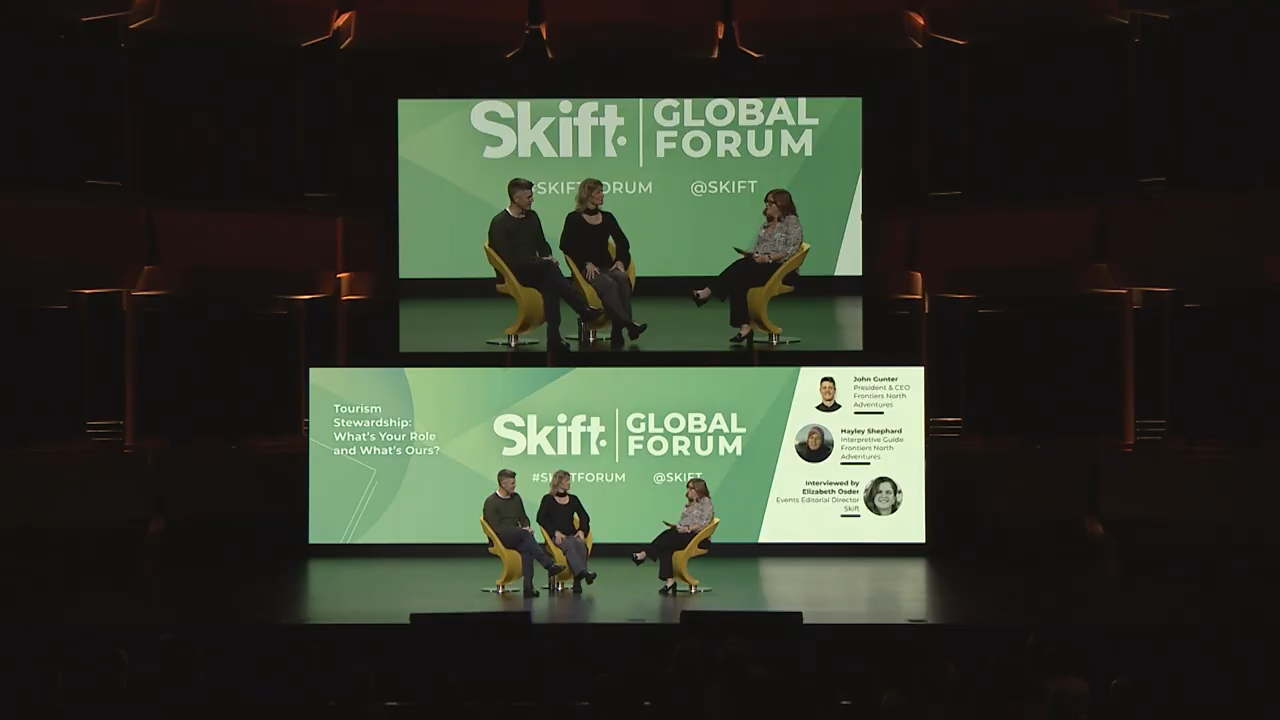 Skift.
GLOBAL
FORUM
#SKIFTFORUM @SKIFT
Tourism
Stewardship:
What's Your Role
and What's Ours?
Skift.
GLOBAL
FORUM
#SKIFTFORUM @SKIFT
John Gunter
President & CEO
Frontiers North
Adventures
Hayley Shephard
Interpretive Guide
Frontiers North
Adventures
Interviewed by
Elizabeth Osder
Events Editorial Director
Skift